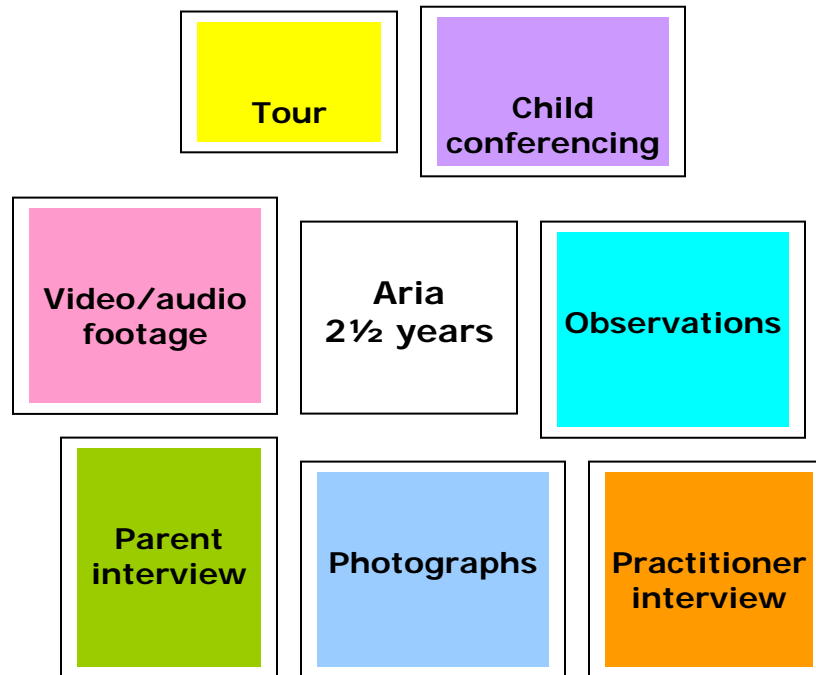 Tour
Child
conferencing
Video/audio
footage
Aria
2½ years
Observations
Parent
interview
Photographs
Practitioner
interview